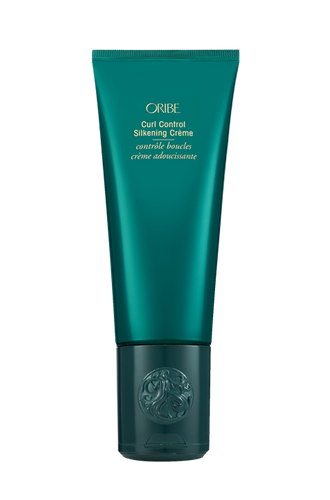 ORIBE
Curl Control
Silkening Crème
contrôle boucles
crème adoucissante